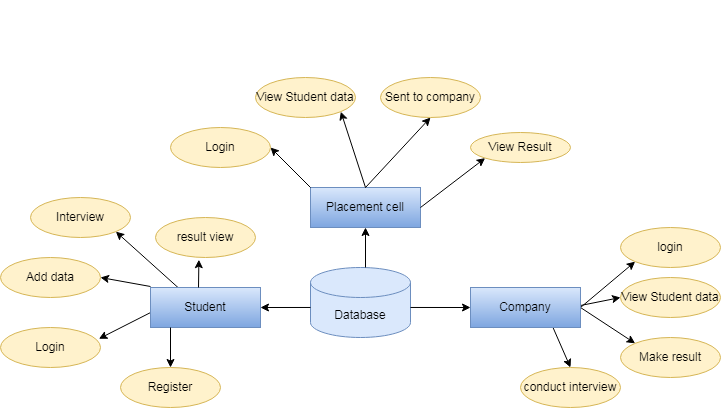 View Student data
Sent to company
Login
View Result
Placement cell
Interview
result view
Add data
Student
Login
Register
Database
Company
login
View Student data
Make result
conduct interview